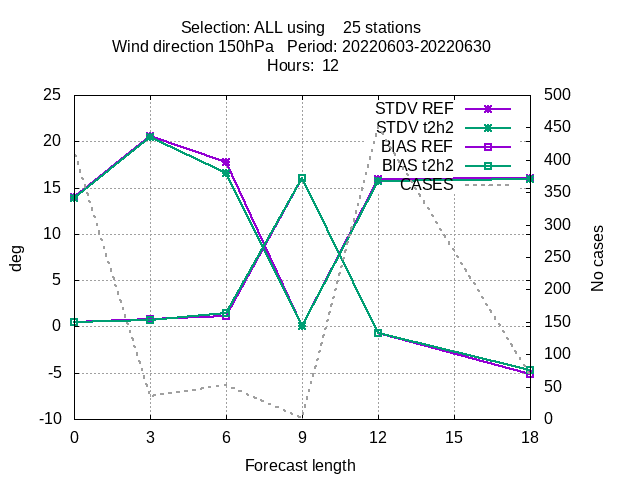 Selection: ALL using    25 stations
Wind direction 150hPa   Period: 20220603-20220630
Hours:  12
STDV REF
STDV t2h2
BIAS REF
BIAS t2h2
CASES
25
20
15
10
5
0
-5
-10
deg
500
450
400
350
300
250
200
150
100
50
0
No cases
0 3 6 9 12 15 18
Forecast length